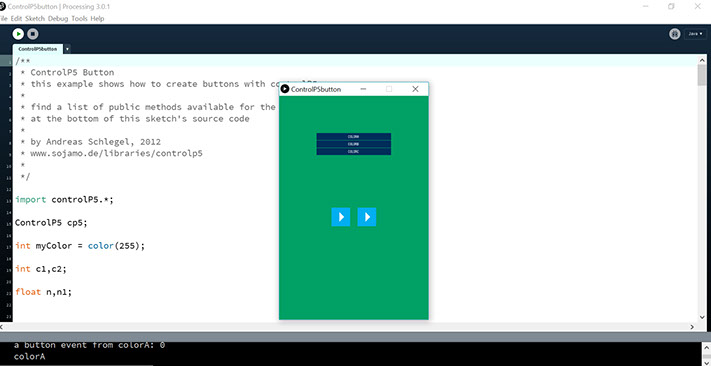 ControlP5button | Processing 3.0.1
File Edit Sketch Debug Tools Help
Java
ControlP5button
/**
* ControlP5 Button
* this example shows how to create buttons with
*
* find a list of public methods available for the
* at the bottom of this sketch's source code
*
* by Andreas Schlegel, 2012
* www.sojamo.de/libraries/controlp5
*
*/
import controlP5.*;
ControlP5 cp5;
int myColor = color(255);
int c1,c2;
float n,n1;
ControlP5button
COLORA
COLORB
COLORC
a button event from colorA: 0
colorA